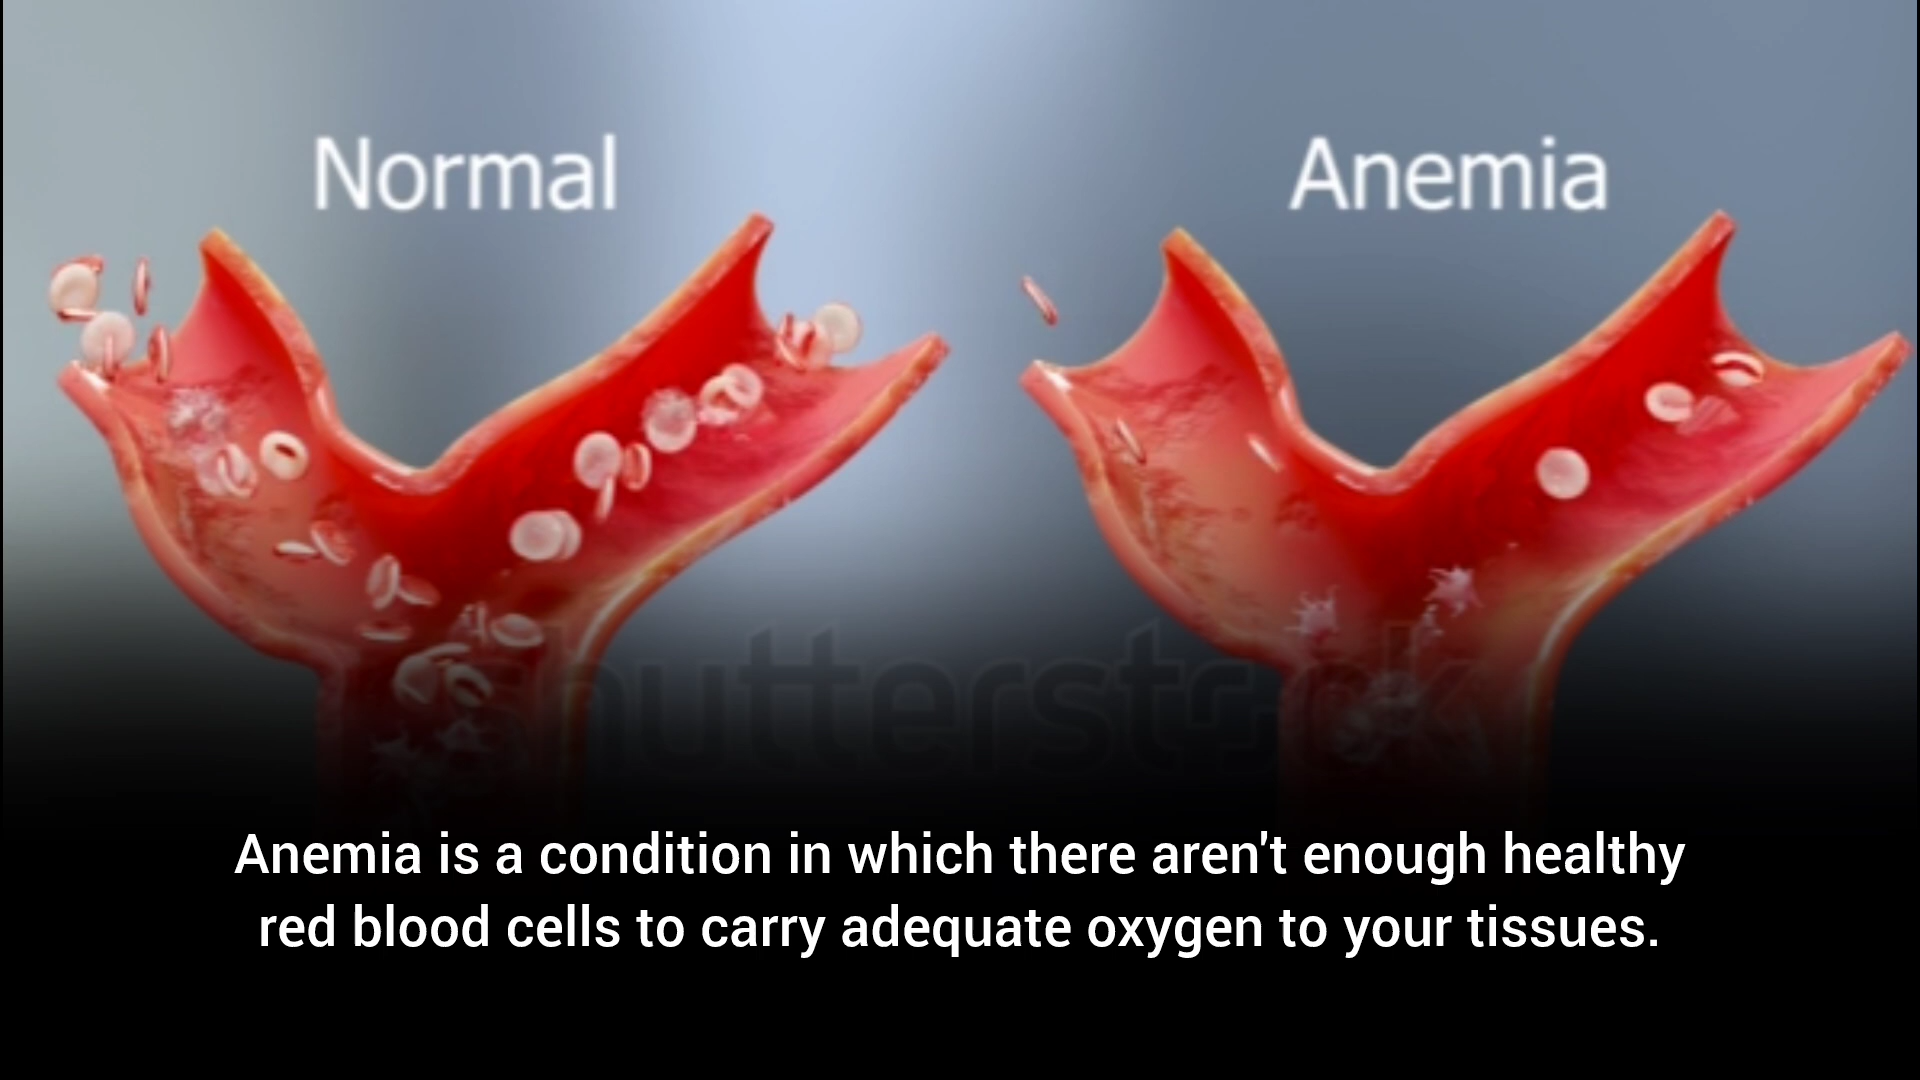 Normal
Anemia
shutterstock
Anemia is a condition in which there aren't enough healthy
red blood cells to carry adequate oxygen to your tissues.